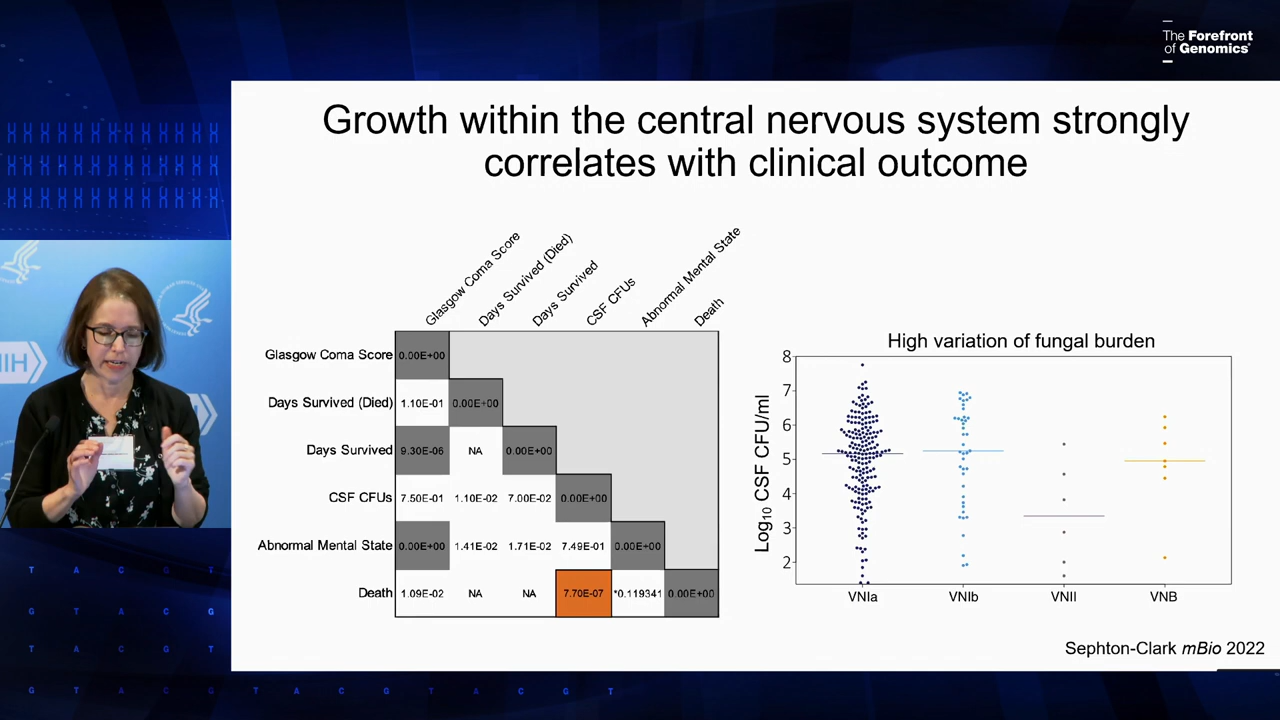 The Forefront
of Genomics®
Growth within the central nervous system strongly
correlates with clinical outcome
Glasgow Coma Score
Days Survived (Died)
Days Survived
CSF CFUs
Abnormal Mental State
Death
Glasgow Coma Score 0.00E+00
Days Survived (Died) 1.10E-01 0.00E+00
Days Survived 9.30E-06 NA 0.00E+00
CSF CFUs 7.50E-01 1.10E-02 7.00E-02 0.00E+00
Abnormal Mental State 0.00E+00 1.41E-02 1.71E-02 7.49E-01 0.00E+00
Death 1.09E-02 NA NA 7.70E-07 *0.119341 0.00E+00
High variation of fungal burden
Log10 CSF CFU/ml
8
7
6
5
4
3
2
VNIa VNIb VNII VNB
Sephton-Clark mBio 2022
NIH
T A C G T
G T A C G
T A C G T
G T A C G T A C G T A C G T